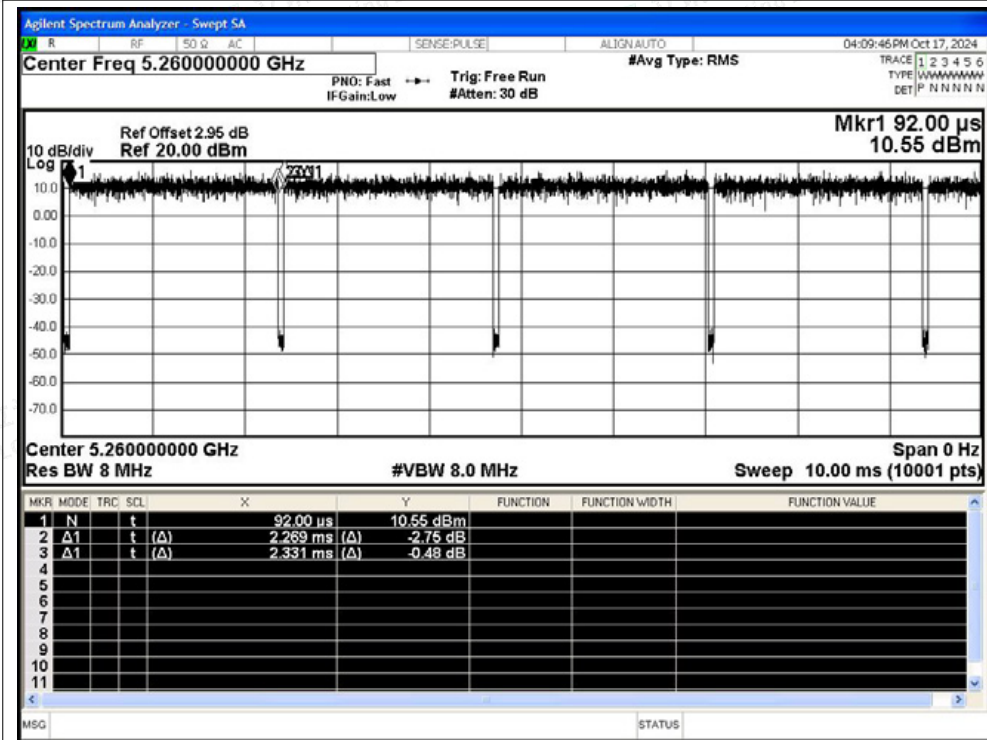 Agilent Spectrum Analyzer - Swept SA
LXI R RF 50 Ω AC SENSE:PULSE ALIGNAUTO 04:09:46PM Oct 17, 2024
Center Freq 5.260000000 GHz
#Avg Type: RMS
TRACE 1 2 3 4 5 6
PNO: Fast
Trig: Free Run
TYPE WWWWWW
IFGain:Low
#Atten: 30 dB
DET P N N N N N
Mkr1 92.00 µs
Ref Offset 2.95 dB
10 dB/div Ref 20.00 dBm
10.55 dBm
Log
1
10.0
0.00
-10.0
-20.0
-30.0
-40.0
-50.0
-60.0
-70.0
Center 5.260000000 GHz Span 0 Hz
Res BW 8 MHz #VBW 8.0 MHz Sweep 10.00 ms (10001 pts)
MKR MODE TRC SCL X Y FUNCTION FUNCTION WIDTH FUNCTION VALUE
1 N t 92.00 µs 10.55 dBm
2 Δ1 t (Δ) 2.269 ms (Δ) -2.75 dB
3 Δ1 t (Δ) 2.331 ms (Δ) -0.48 dB
4
5
6
7
8
9
10
11
MSG STATUS